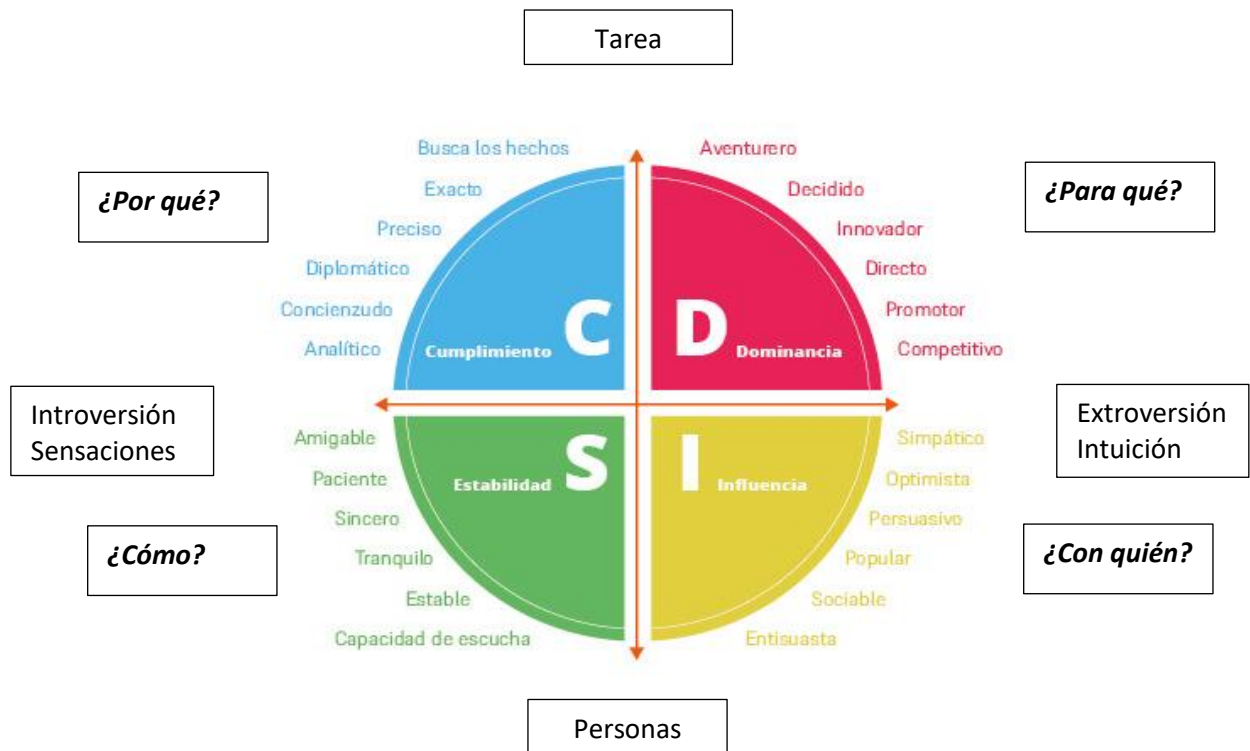 Tarea
Busca los hechos
Exacto
Preciso
Diplomático
Concienzudo
Analítico
¿Por qué?
Cumplimiento
C
Aventurero
Decidido
Innovador
Directo
Promotor
Competitivo
¿Para qué?
D
Dominancia
Introversión
Sensaciones
Extroversión
Intuición
Amigable
Paciente
Sincero
Tranquilo
Estable
Capacidad de escucha
¿Cómo?
Estabilidad
S
I
Influencia
Simpático
Optimista
Persuasivo
Popular
Sociable
Entisuasta
¿Con quién?
Personas